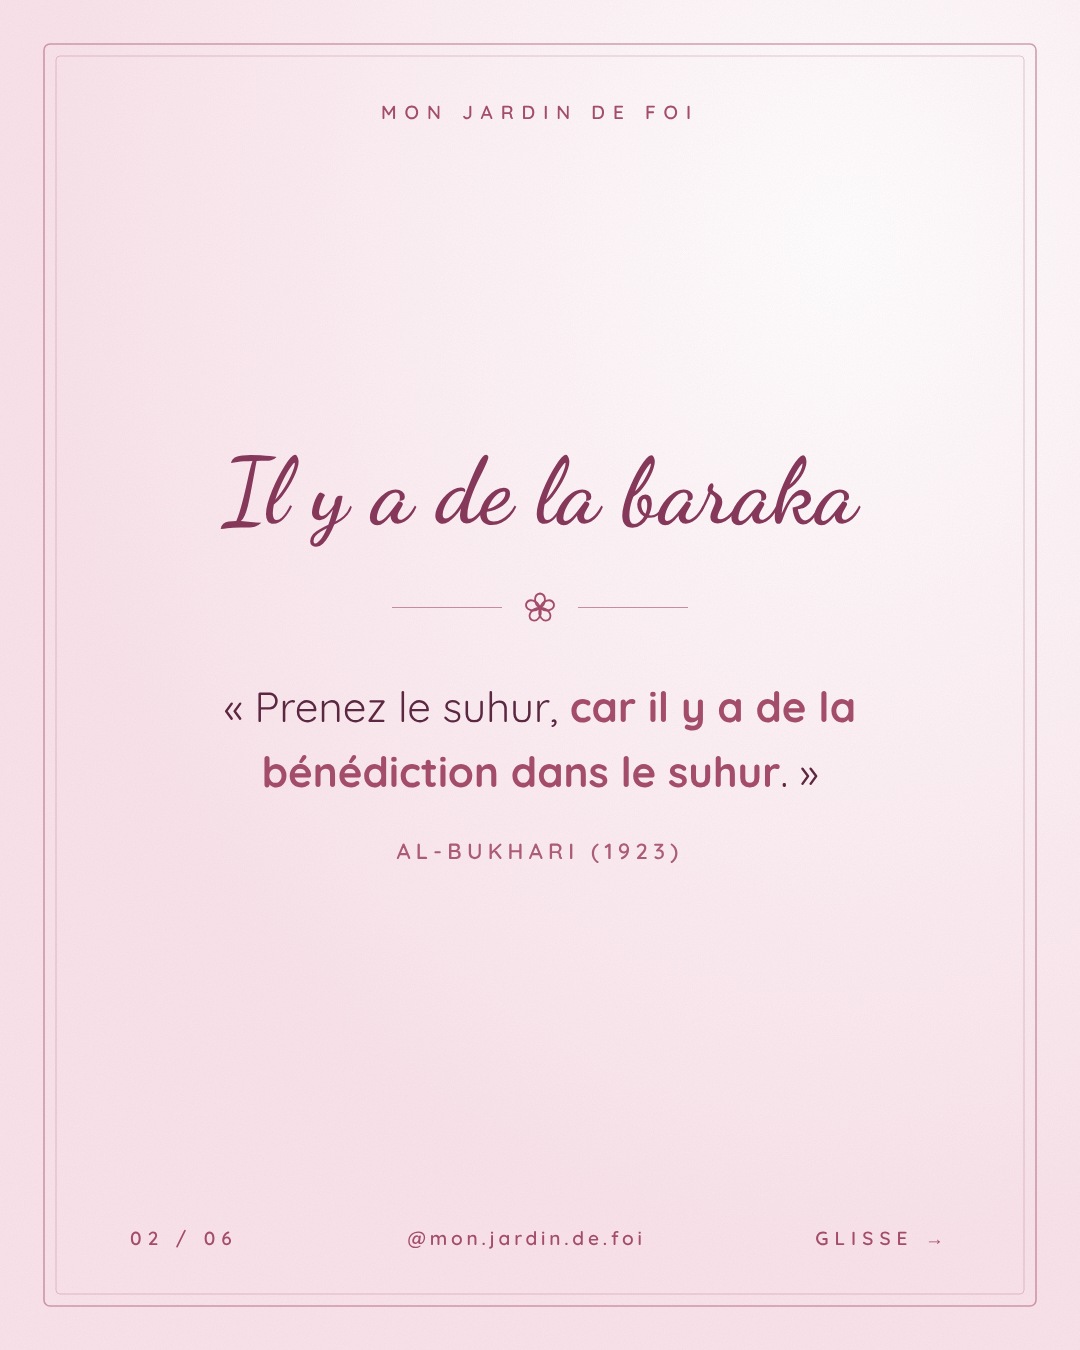 MON JARDIN DE FOI
Il y a de la baraka
« Prenez le suhur, car il y a de la
bénédiction dans le suhur. »
AL-BUKHARI (1923)
02 / 06
@mon.jardin.de.foi
GLISSE →